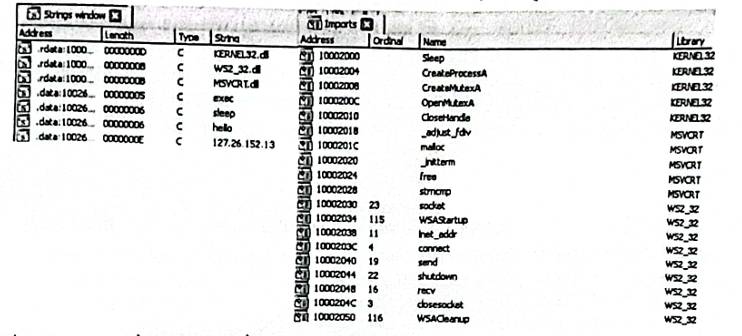 Strings window
Address Length Type String
.rdata:1000... 0000000D C KERNEL32.dll
.rdata:1000... 0000000B C WS2_32.dll
.rdata:1000... 0000000B C MSVCRT.dll
.data:10026... 00000005 C exec
.data:10026... 00000006 C sleep
.data:10026... 00000006 C hello
.data:10026... 0000000E C 127.26.152.13
Imports
Address Ordinal Name Library
10002000 Sleep KERNEL32
10002004 CreateProcessA KERNEL32
10002008 CreateMutexA KERNEL32
1000200C OpenMutexA KERNEL32
10002010 CloseHandle KERNEL32
10002018 _adjust_fdiv MSVCRT
1000201C malloc MSVCRT
10002020 _initterm MSVCRT
10002024 free MSVCRT
10002028 strncmp MSVCRT
10002030 23 socket WS2_32
10002034 115 WSAStartup WS2_32
10002038 11 inet_addr WS2_32
1000203C 4 connect WS2_32
10002040 19 send WS2_32
10002044 22 shutdown WS2_32
10002048 16 recv WS2_32
1000204C 3 closesocket WS2_32
10002050 116 WSACleanup WS2_32